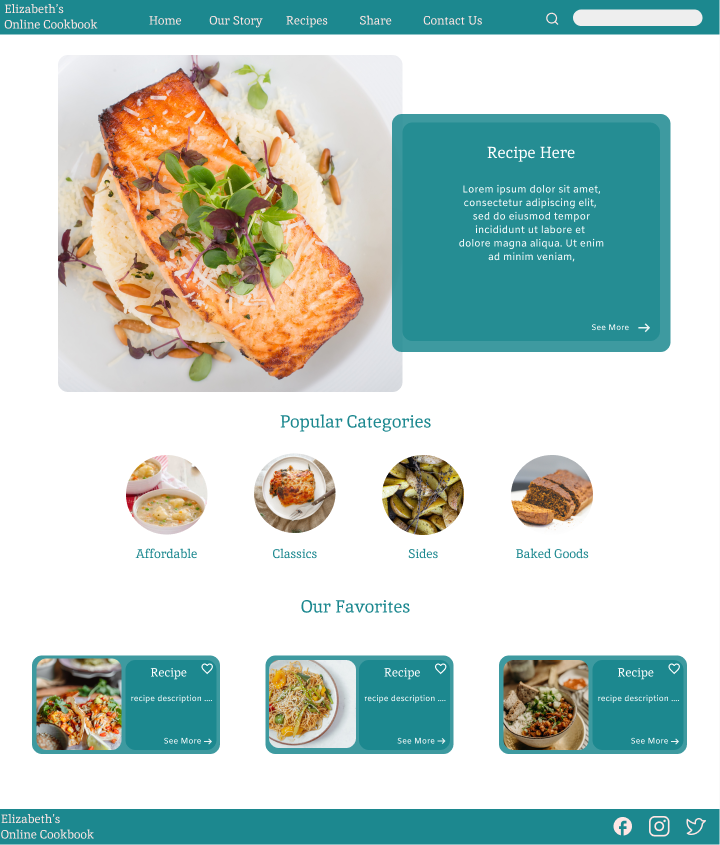 Elizabeth's
Online Cookbook
Home
Our Story
Recipes
Share
Contact Us
Recipe Here
Lorem ipsum dolor sit amet,
consectetur adipiscing elit,
sed do eiusmod tempor
incididunt ut labore et
dolore magna aliqua. Ut enim
ad minim veniam,
See More
Popular Categories
Affordable
Classics
Sides
Baked Goods
Our Favorites
Recipe
recipe description ....
See More
Recipe
recipe description ....
See More
Recipe
recipe description ....
See More
Elizabeth's
Online Cookbook